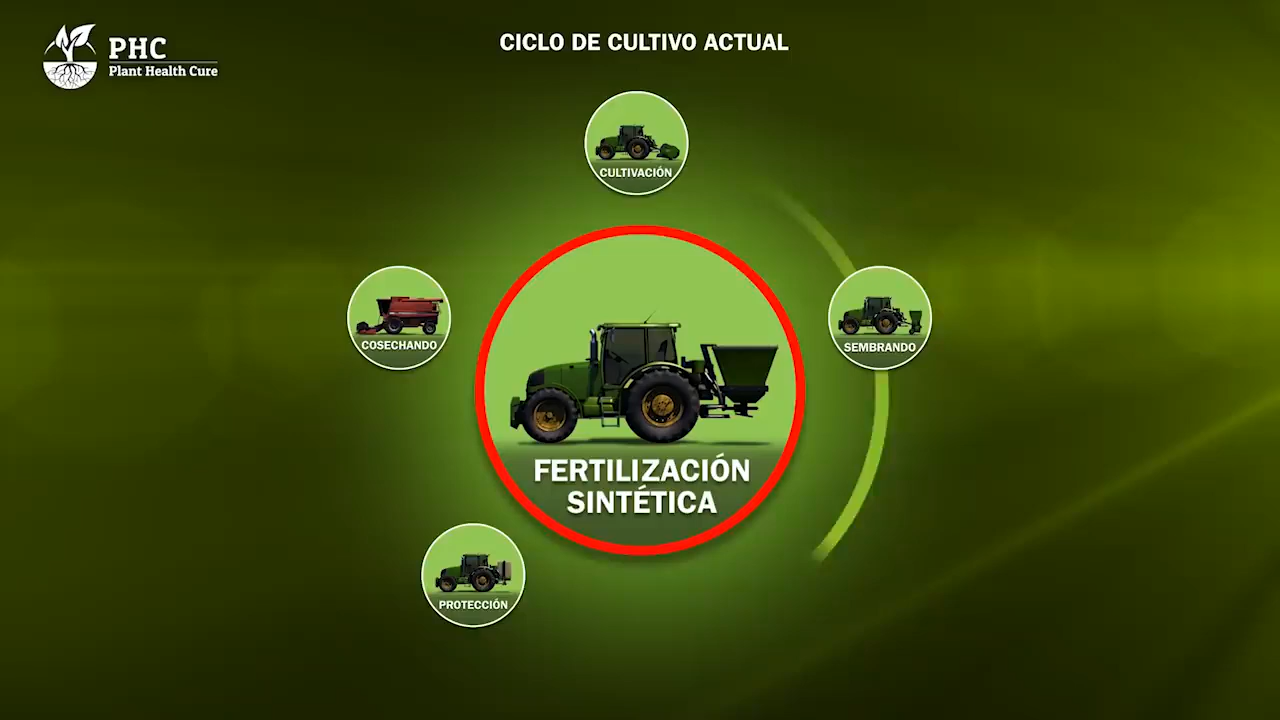 PHC
Plant Health Cure
CICLO DE CULTIVO ACTUAL
CULTIVACIÓN
COSECHANDO
SEMBRANDO
FERTILIZACIÓN
SINTÉTICA
PROTECCIÓN